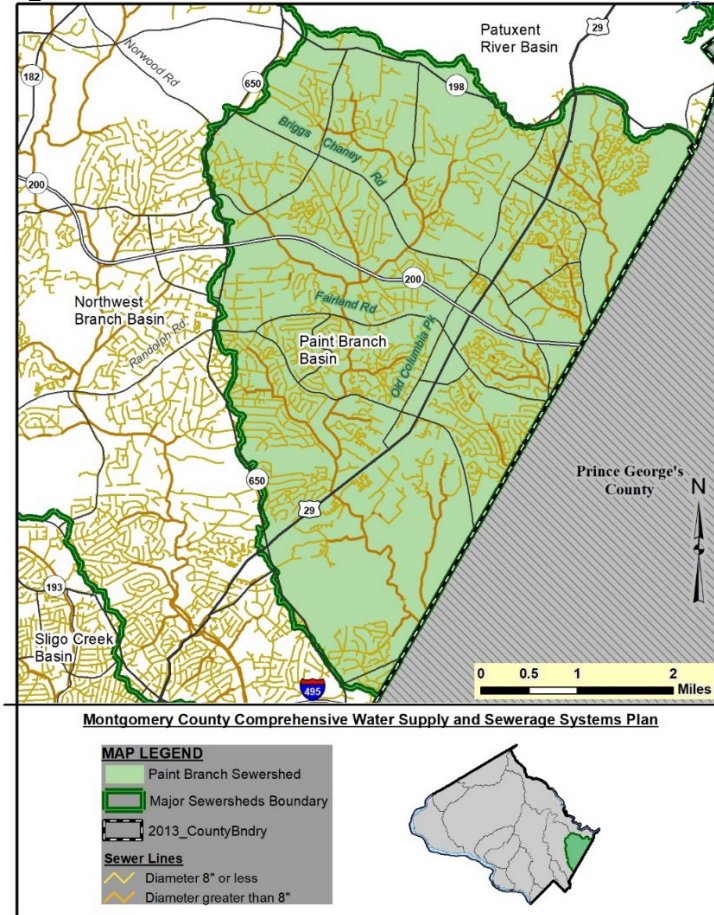 Patuxent
River Basin
29
Norwood Rd
182
650
198
Briggs Chaney Rd
200
200
Northwest
Branch Basin
Fairland Rd
Randolph Rd
Paint Branch
Basin
Old Columbia Pk
Prince George's
County
N
650
29
193
Sligo Creek
Basin
495
0 0.5 1 2
Miles
Montgomery County Comprehensive Water Supply and Sewerage Systems Plan
MAP LEGEND
Paint Branch Sewershed
Major Sewersheds Boundary
2013_CountyBndry
Sewer Lines
Diameter 8" or less
Diameter greater than 8"